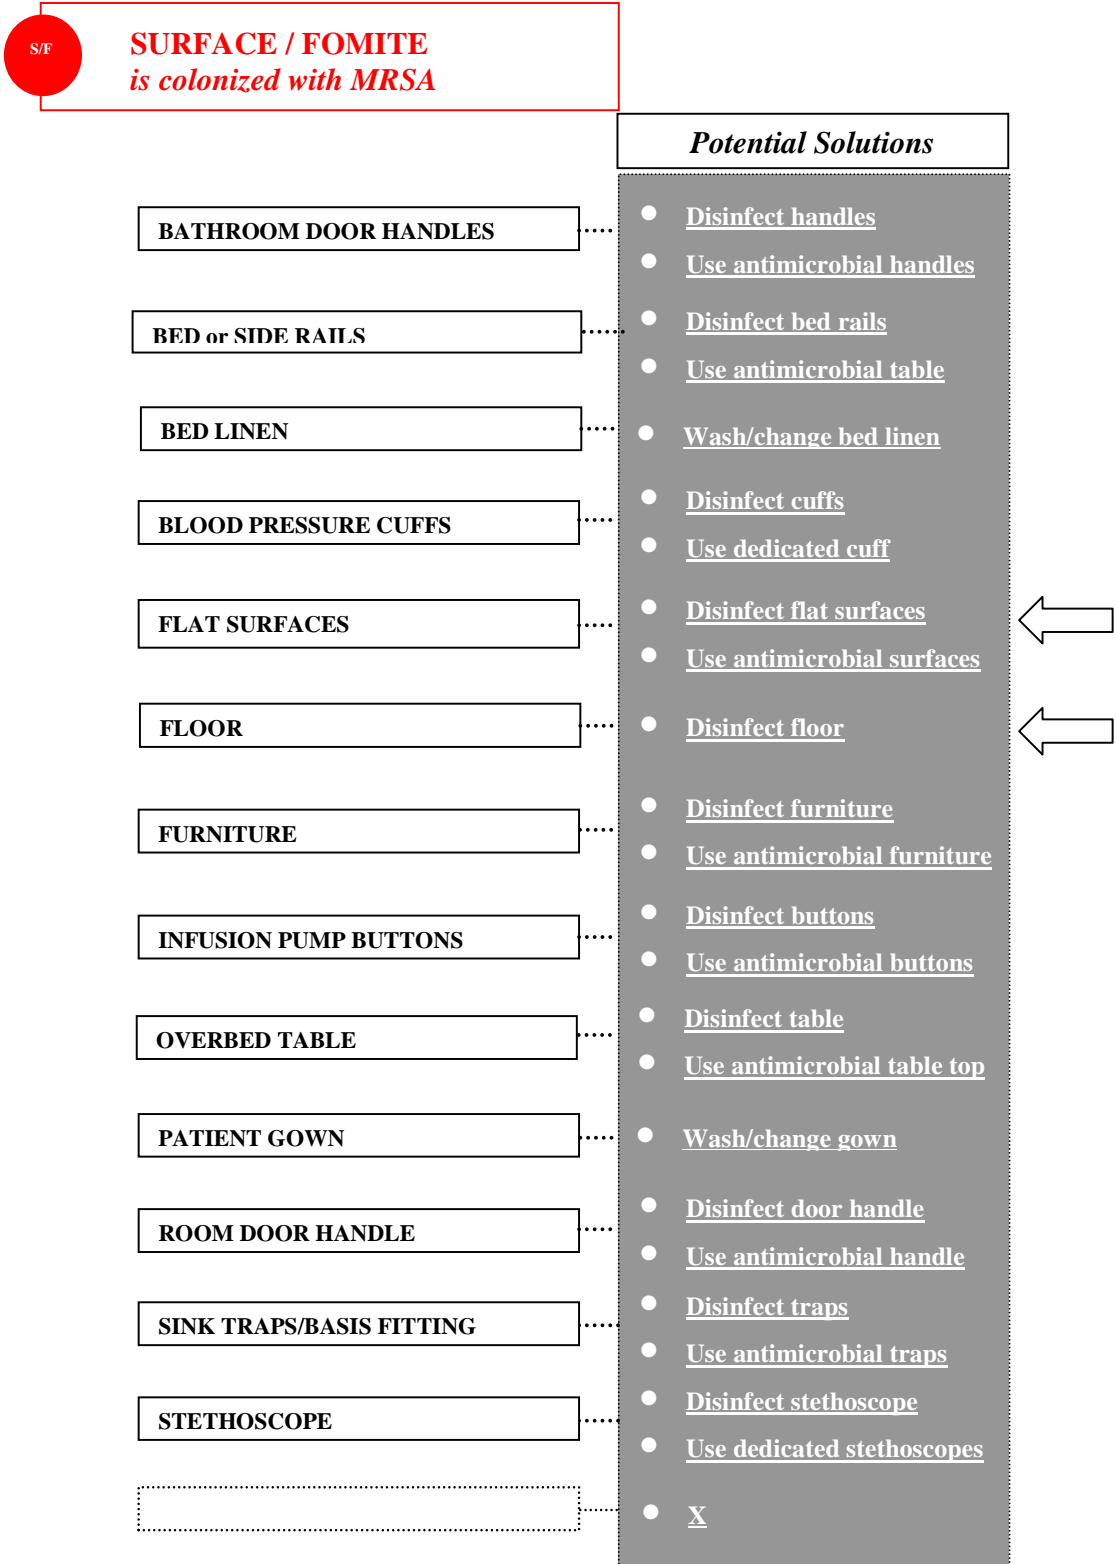 S/F
SURFACE / FOMITE
is colonized with MRSA
Potential Solutions
BATHROOM DOOR HANDLES
Disinfect handles
Use antimicrobial handles
BED or SIDE RAILS
Disinfect bed rails
Use antimicrobial table
BED LINEN
Wash/change bed linen
BLOOD PRESSURE CUFFS
Disinfect cuffs
Use dedicated cuff
FLAT SURFACES
Disinfect flat surfaces
Use antimicrobial surfaces
FLOOR
Disinfect floor
FURNITURE
Disinfect furniture
Use antimicrobial furniture
INFUSION PUMP BUTTONS
Disinfect buttons
Use antimicrobial buttons
OVERBED TABLE
Disinfect table
Use antimicrobial table top
PATIENT GOWN
Wash/change gown
ROOM DOOR HANDLE
Disinfect door handle
Use antimicrobial handle
SINK TRAPS/BASIS FITTING
Disinfect traps
Use antimicrobial traps
STETHOSCOPE
Disinfect stethoscope
Use dedicated stethoscopes
X